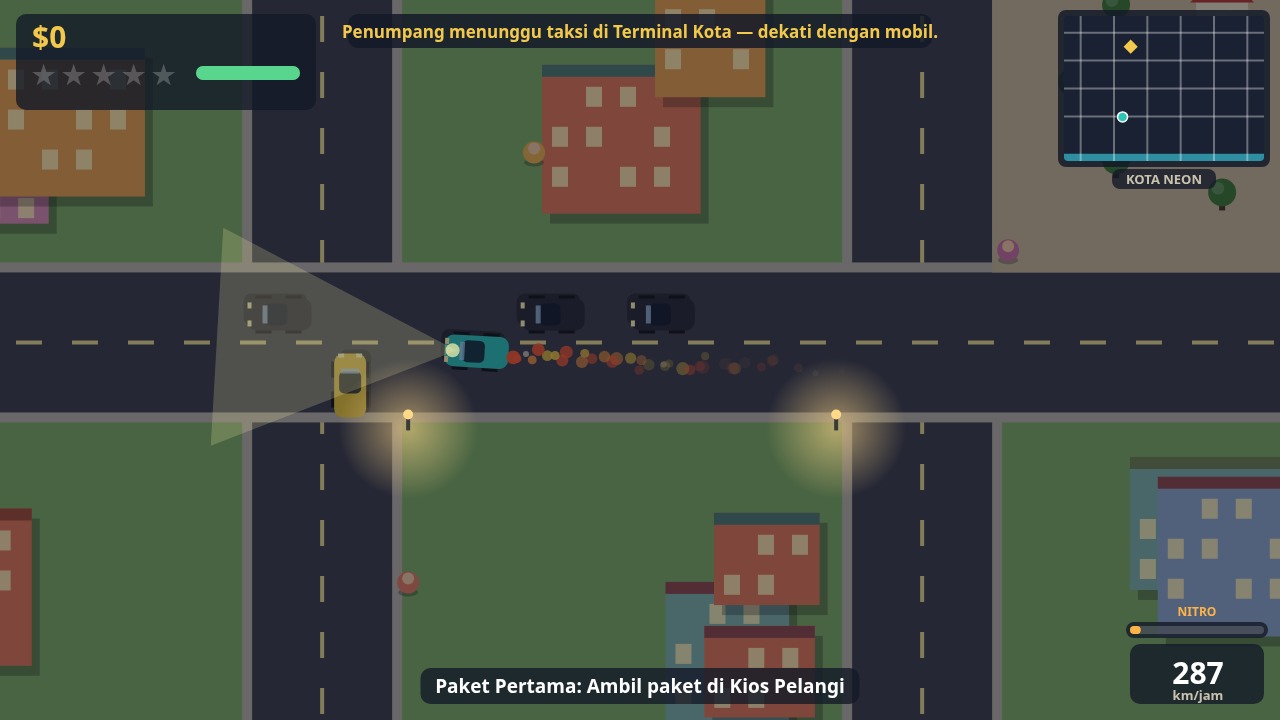 $0
Penumpang menunggu taksi di Terminal Kota — dekati dengan mobil.
KOTA NEON
NITRO
287
km/jam
Paket Pertama: Ambil paket di Kios Pelangi